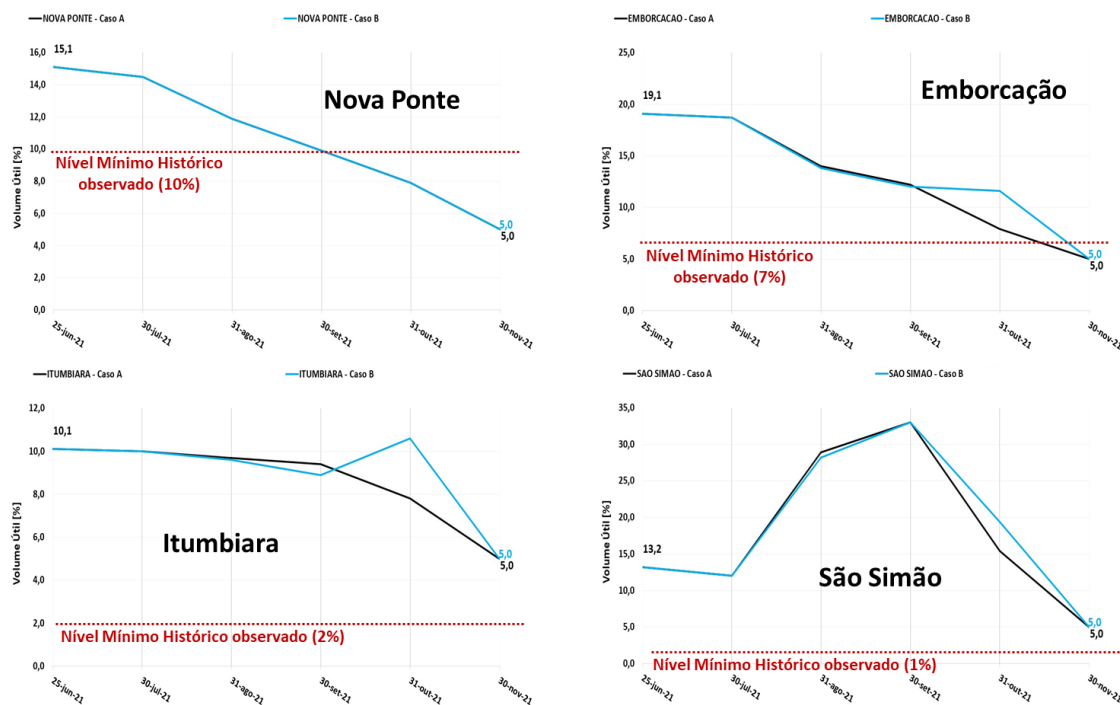 NOVA PONTE - Caso A
NOVA PONTE - Caso B
Volume Útil [%]
16,0
14,0
12,0
10,0
8,0
6,0
4,0
2,0
0,0
15,1
Nova Ponte
Nível Mínimo Histórico
observado (10%)
5,0
5,0
25-jun-21
30-jul-21
31-ago-21
30-set-21
31-out-21
30-nov-21
EMBORCACAO - Caso A
EMBORCACAO - Caso B
Volume Útil [%]
25,0
20,0
15,0
10,0
5,0
0,0
19,1
Emborcação
Nível Mínimo Histórico
observado (7%)
5,0
5,0
25-jun-21
30-jul-21
31-ago-21
30-set-21
31-out-21
30-nov-21
ITUMBIARA - Caso A
ITUMBIARA - Caso B
Volume Útil [%]
12,0
10,0
8,0
6,0
4,0
2,0
0,0
10,1
Itumbiara
5,0
5,0
Nível Mínimo Histórico observado (2%)
25-jun-21
30-jul-21
31-ago-21
30-set-21
31-out-21
30-nov-21
SAO SIMAO - Caso A
SAO SIMAO - Caso B
Volume Útil [%]
35,0
30,0
25,0
20,0
15,0
10,0
5,0
0,0
13,2
São Simão
5,0
5,0
Nível Mínimo Histórico observado (1%)
25-jun-21
30-jul-21
31-ago-21
30-set-21
31-out-21
30-nov-21